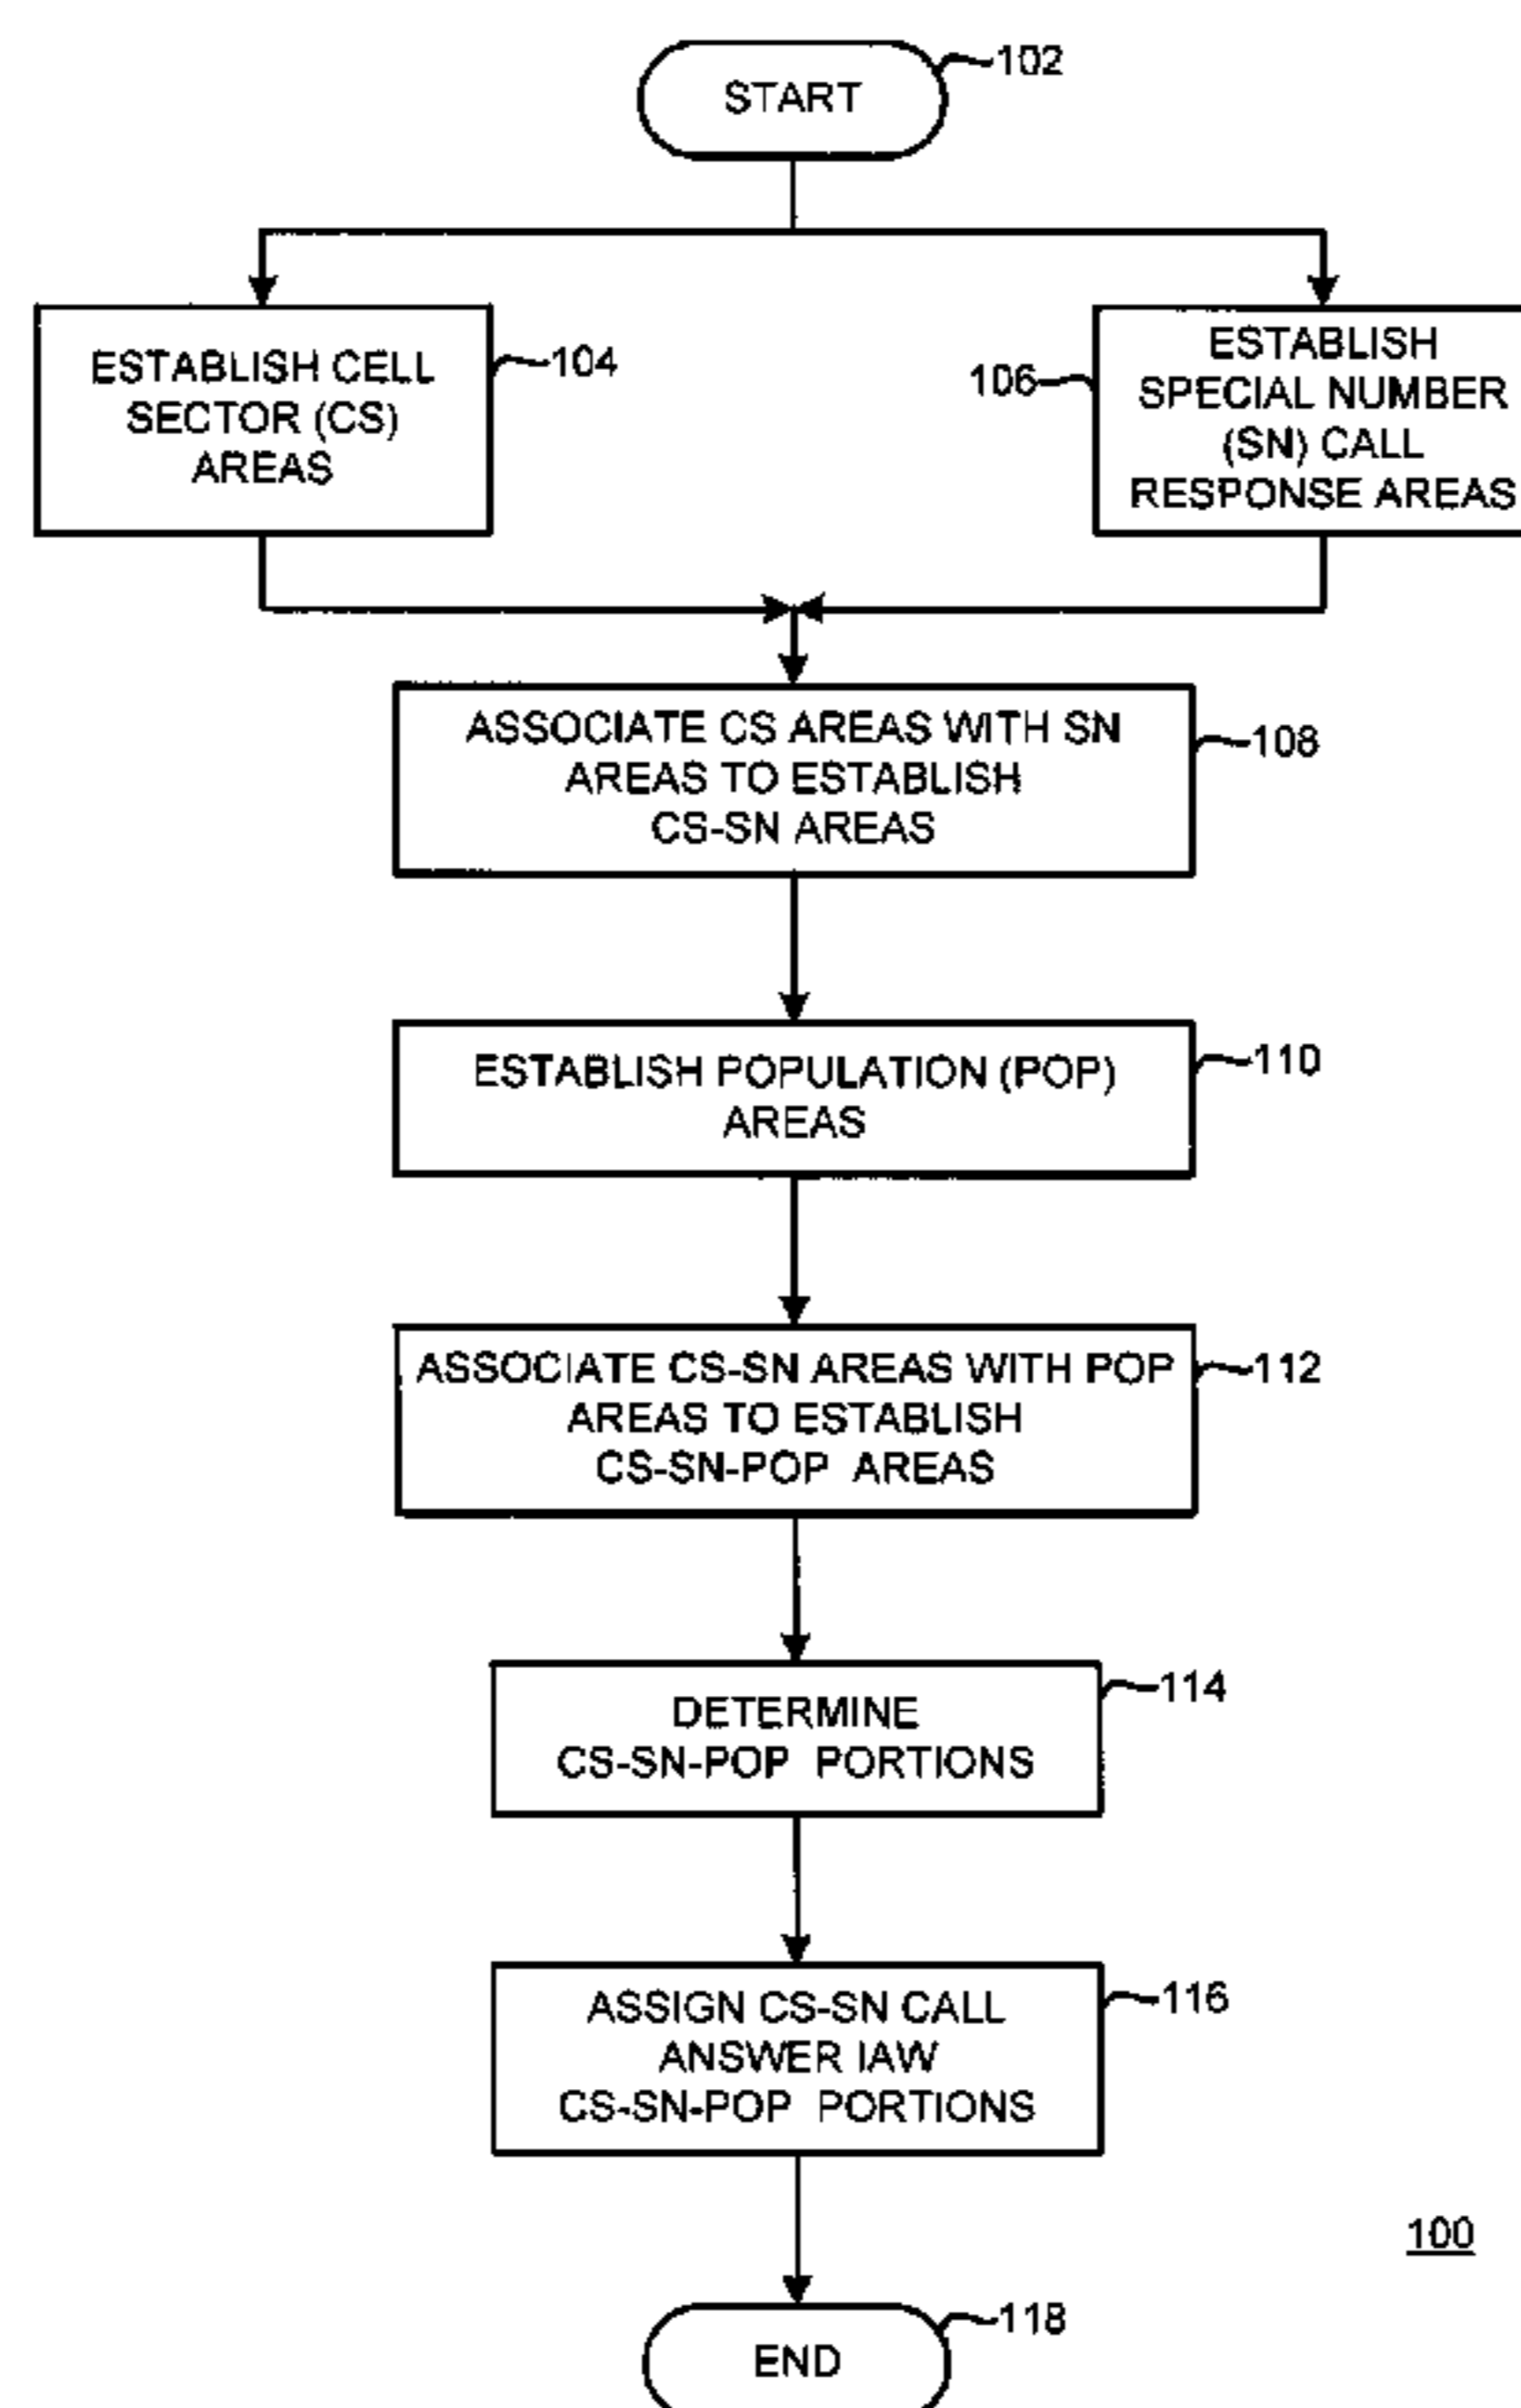 START
102
ESTABLISH CELL
SECTOR (CS)
AREAS
104
106
ESTABLISH
SPECIAL NUMBER
(SN) CALL
RESPONSE AREAS
ASSOCIATE CS AREAS WITH SN
AREAS TO ESTABLISH
CS-SN AREAS
108
ESTABLISH POPULATION (POP)
AREAS
110
ASSOCIATE CS-SN AREAS WITH POP
AREAS TO ESTABLISH
CS-SN-POP AREAS
112
DETERMINE
CS-SN-POP PORTIONS
114
ASSIGN CS-SN CALL
ANSWER IAW
CS-SN-POP PORTIONS
116
100
END
118